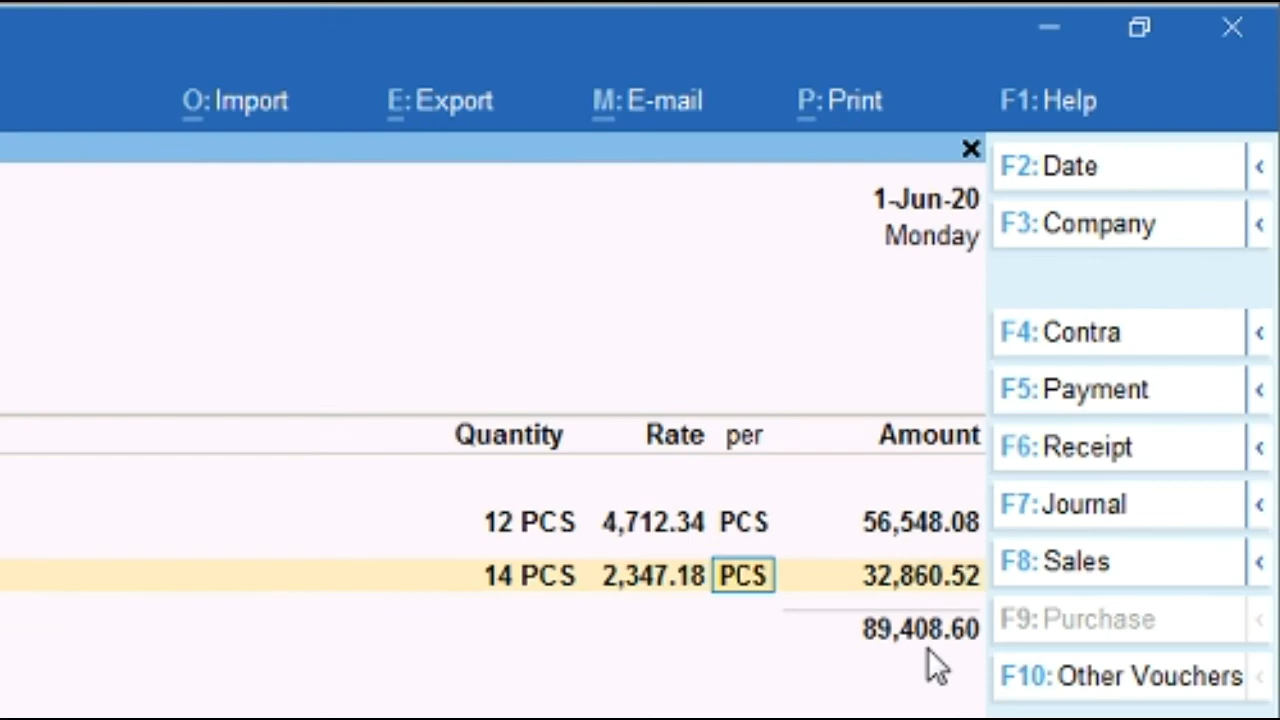 O: Import E: Export M: E-mail P: Print F1: Help
F2: Date
1-Jun-20
F3: Company
Monday
F4: Contra
F5: Payment
Quantity Rate per Amount
F6: Receipt
F7: Journal
12 PCS 4,712.34 PCS 56,548.08
F8: Sales
14 PCS 2,347.18 PCS 32,860.52
F9: Purchase
89,408.60
F10: Other Vouchers